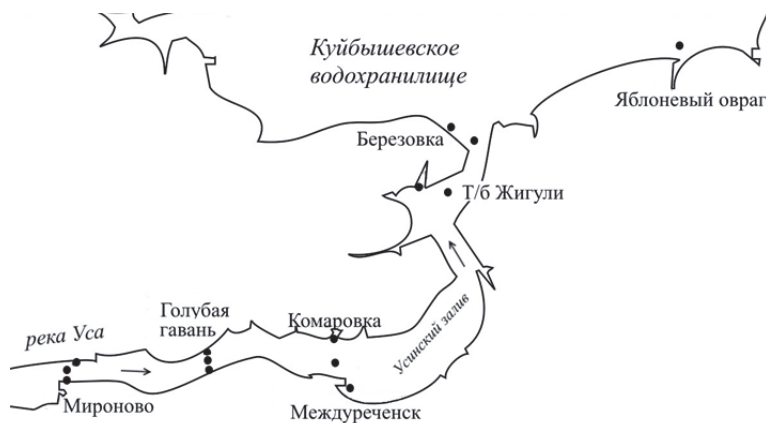 Куйбышевское
водохранилище
Яблоневый овраг
Березовка
Т/б Жигули
Голубая
гавань
Комаровка
река Уса
Усинский залив
Мироново
Междуреченск